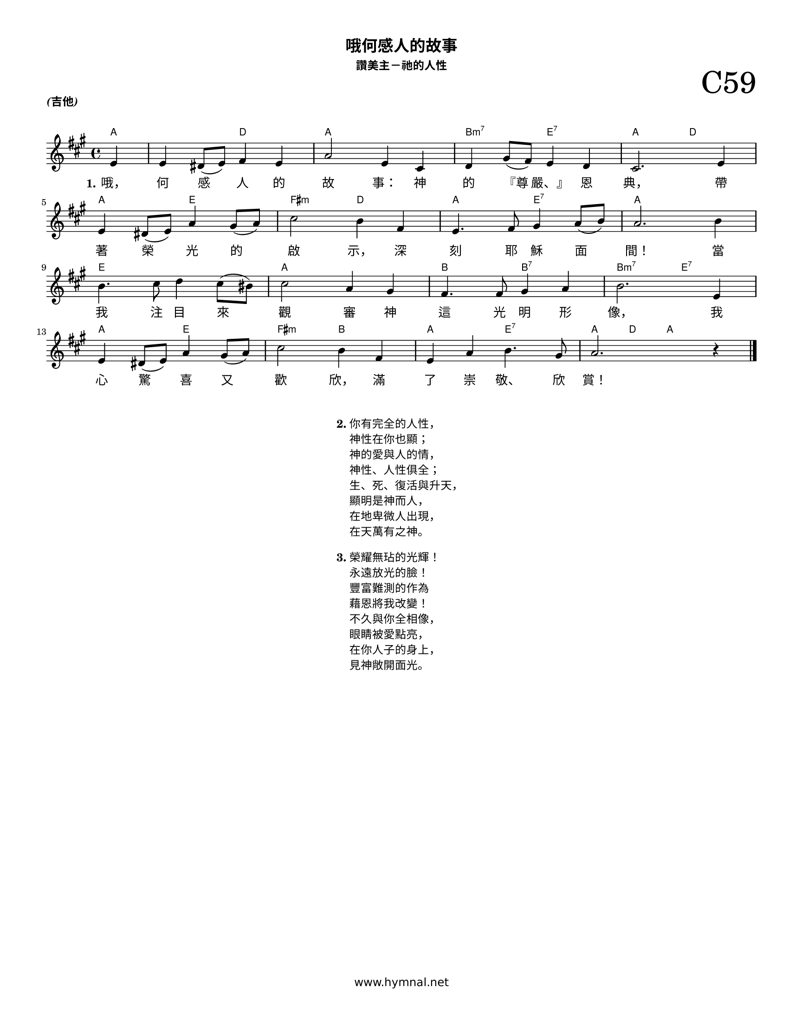 哦何感人的故事
讚美主－祂的人性
C59
(吉他)
A D A Bm7 E7 A D
1. 哦， 何 感 人 的 故 事： 神 的 『尊 嚴、』 恩 典， 帶
5 A E F#m D A E7 A
著 榮 光 的 啟 示， 深 刻 耶 穌 面 間！ 當
9 E A B B7 Bm7 E7
我 注 目 來 觀 審 神 這 光 明 形 像， 我
13 A E F#m B A E7 A D A
心 驚 喜 又 歡 欣， 滿 了 崇 敬、 欣 賞！
2. 你有完全的人性，
神性在你也顯；
神的愛與人的情，
神性、人性俱全；
生、死、復活與升天，
顯明是神而人，
在地卑微人出現，
在天萬有之神。
3. 榮耀無玷的光輝！
永遠放光的臉！
豐富難測的作為
藉恩將我改變！
不久與你全相像，
眼睛被愛點亮，
在你人子的身上，
見神敞開面光。
www.hymnal.net